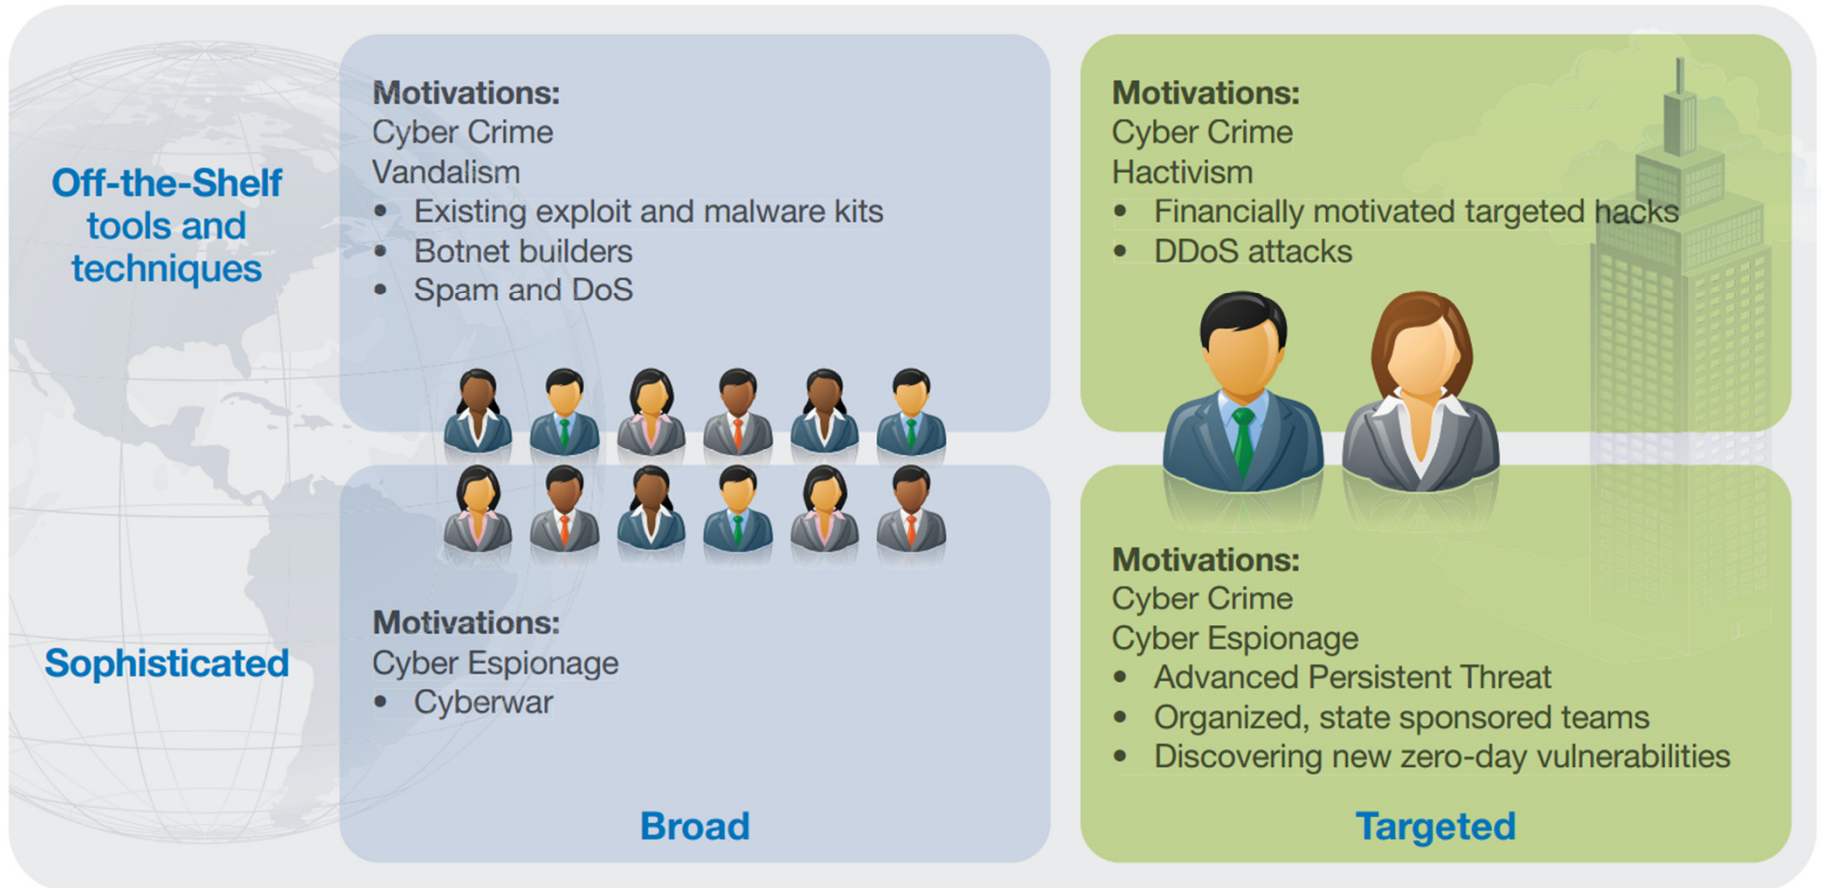 Off-the-Shelf
tools and
techniques
Motivations:
Cyber Crime
Vandalism
• Existing exploit and malware kits
• Botnet builders
• Spam and DoS
Motivations:
Cyber Crime
Hactivism
• Financially motivated targeted hacks
• DDoS attacks
Sophisticated
Motivations:
Cyber Espionage
• Cyberwar
Broad
Motivations:
Cyber Crime
Cyber Espionage
• Advanced Persistent Threat
• Organized, state sponsored teams
• Discovering new zero-day vulnerabilities
Targeted